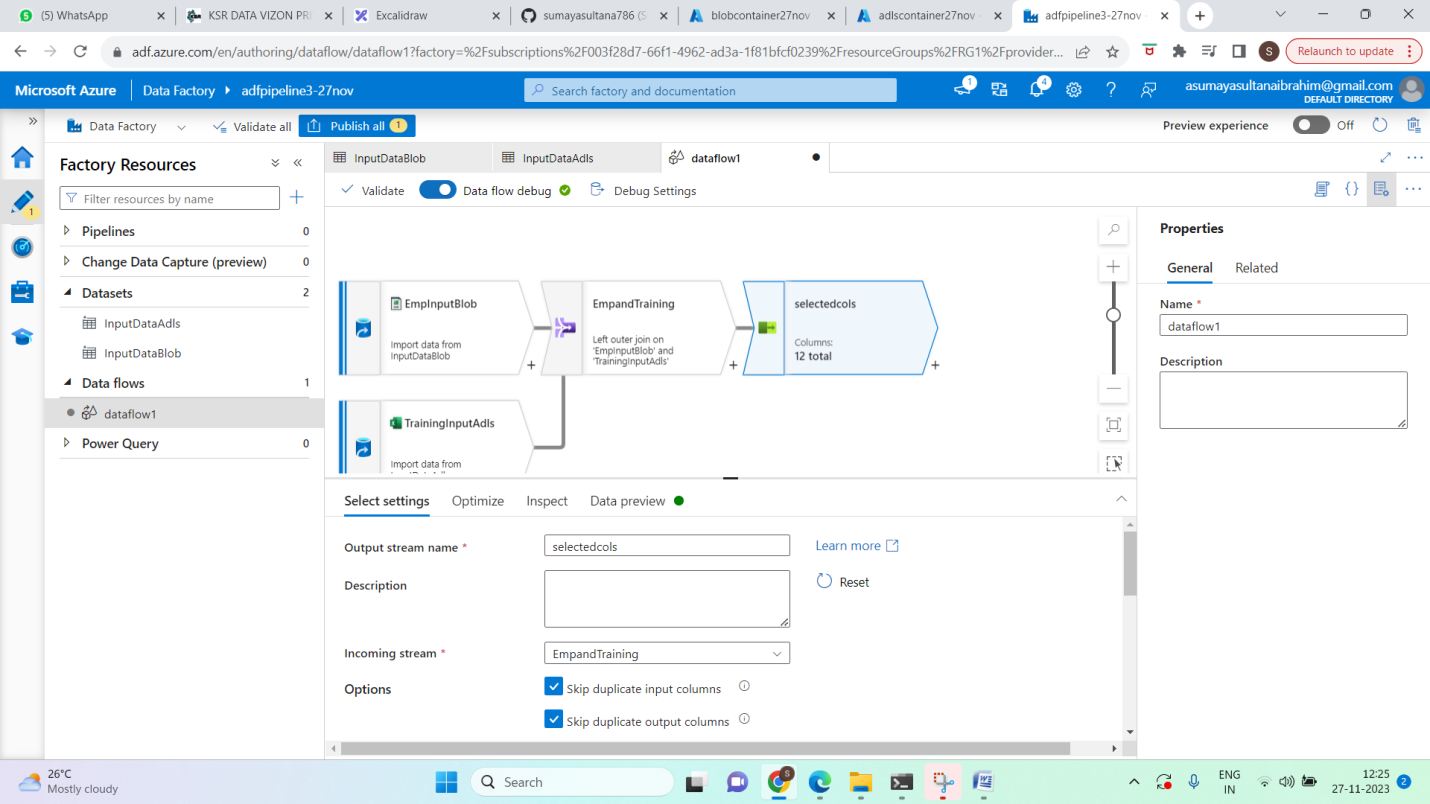 (5) WhatsApp
KSR DATA VIZON PR
Excalidraw
sumayasultana786 (S
blobcontainer27nov
adlscontainer27nov
adfpipeline3-27nov
adf.azure.com/en/authoring/dataflow/dataflow1?factory=%2Fsubscriptions%2F003f28d7-66f1-4962-ad3a-1f81bfcf0239%2FresourceGroups%2FRG1%2Fprovider...
S
Relaunch to update
Microsoft Azure
Data Factory
adfpipeline3-27nov
Search factory and documentation
1
4
asumayasultanaibrahim@gmail.com
DEFAULT DIRECTORY
Data Factory
Validate all
Publish all 1
Preview experience
Off
1
Factory Resources
Filter resources by name
Pipelines 0
Change Data Capture (preview) 0
Datasets 2
InputDataAdls
InputDataBlob
Data flows 1
dataflow1
Power Query 0
InputDataBlob
InputDataAdls
dataflow1
Validate
Data flow debug
Debug Settings
EmpInputBlob
Import data from
InputDataBlob
EmpandTraining
Left outer join on
'EmpInputBlob' and
'TrainingInputAdls'
selectedcols
Columns:
12 total
TrainingInputAdls
Import data from
Select settings
Optimize
Inspect
Data preview
Output stream name *
selectedcols
Learn more
Description
Reset
Incoming stream *
EmpandTraining
Options
Skip duplicate input columns
Skip duplicate output columns
Properties
General
Related
Name *
dataflow1
Description
26°C
Mostly cloudy
Search
S
ENG
IN
12:25
27-11-2023
2